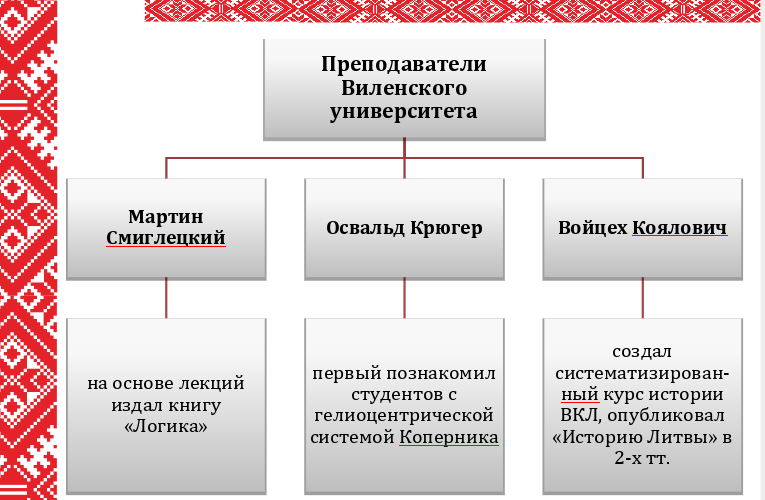 Преподаватели
Виленского
университета
Мартин
Смиглецкий
Освальд Крюгер
Войцех Коялович
на основе лекций
издал книгу
«Логика»
первый познакомил
студентов с
гелиоцентрической
системой Коперника
создал
систематизирован-
ный курс истории
ВКЛ, опубликовал
«Историю Литвы» в
2-х тт.